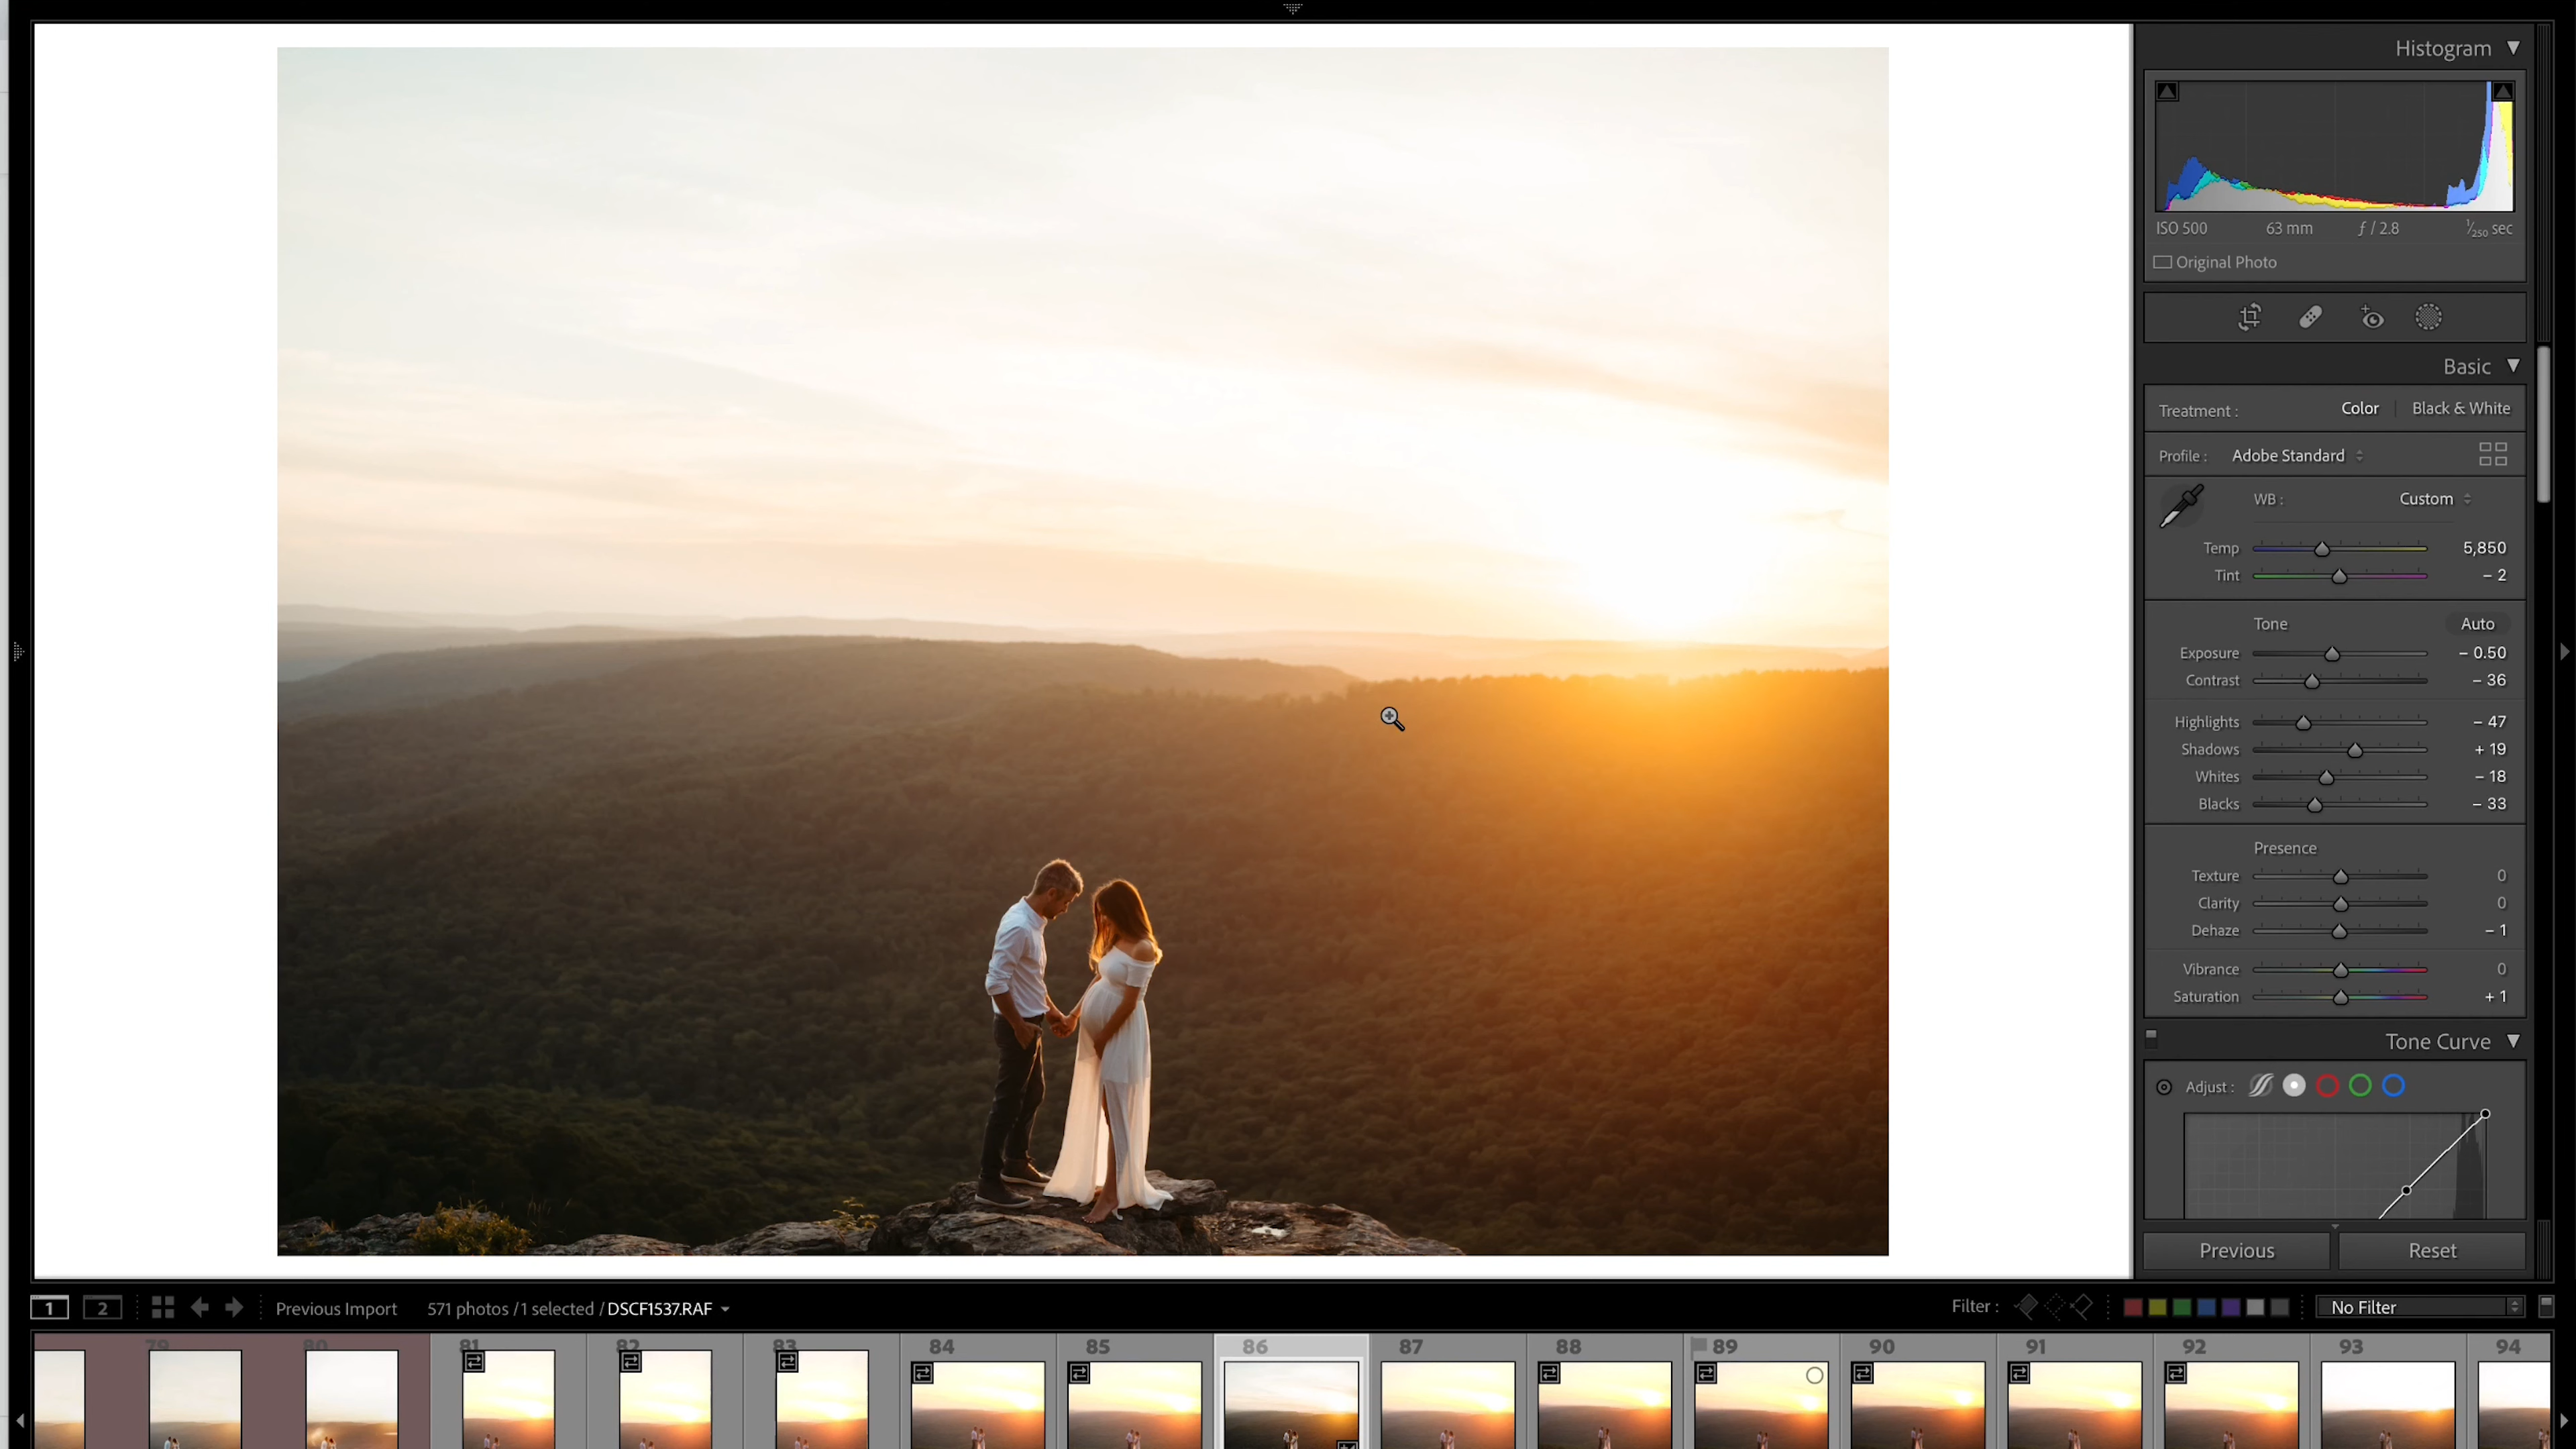 Histogram
ISO 500 63 mm ƒ / 2.8 1/250 sec
Original Photo
Basic
Treatment : Color Black & White
Profile : Adobe Standard
WB : Custom
Temp 5,850
Tint – 2
Tone Auto
Exposure – 0.50
Contrast – 36
Highlights – 47
Shadows + 19
Whites – 18
Blacks – 33
Presence
Texture 0
Clarity 0
Dehaze – 1
Vibrance 0
Saturation + 1
Tone Curve
Adjust :
Previous Reset
1 2 Previous Import 571 photos / 1 selected / DSCF1537.RAF Filter : No Filter
79 80 81 82 83 84 85 86 87 88 89 90 91 92 93 94